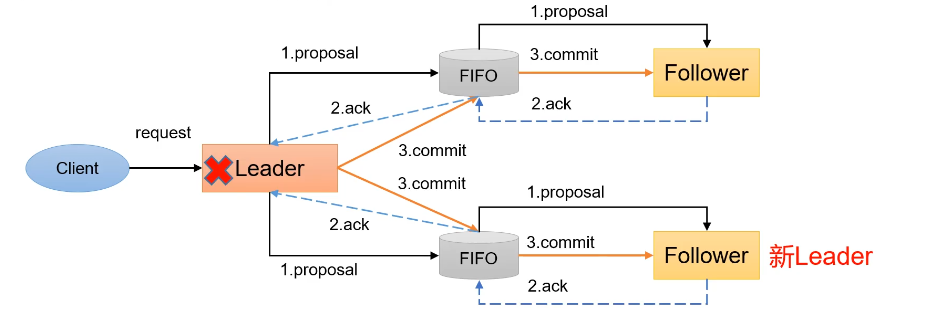 1.proposal
1.proposal
3.commit
FIFO
Follower
2.ack
2.ack
request
3.commit
Client
Leader
3.commit
1.proposal
2.ack
3.commit
FIFO
Follower
新Leader
1.proposal
2.ack